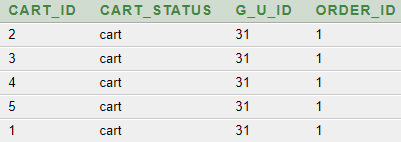 CART_ID CART_STATUS G_U_ID ORDER_ID
2 cart 31 1
3 cart 31 1
4 cart 31 1
5 cart 31 1
1 cart 31 1